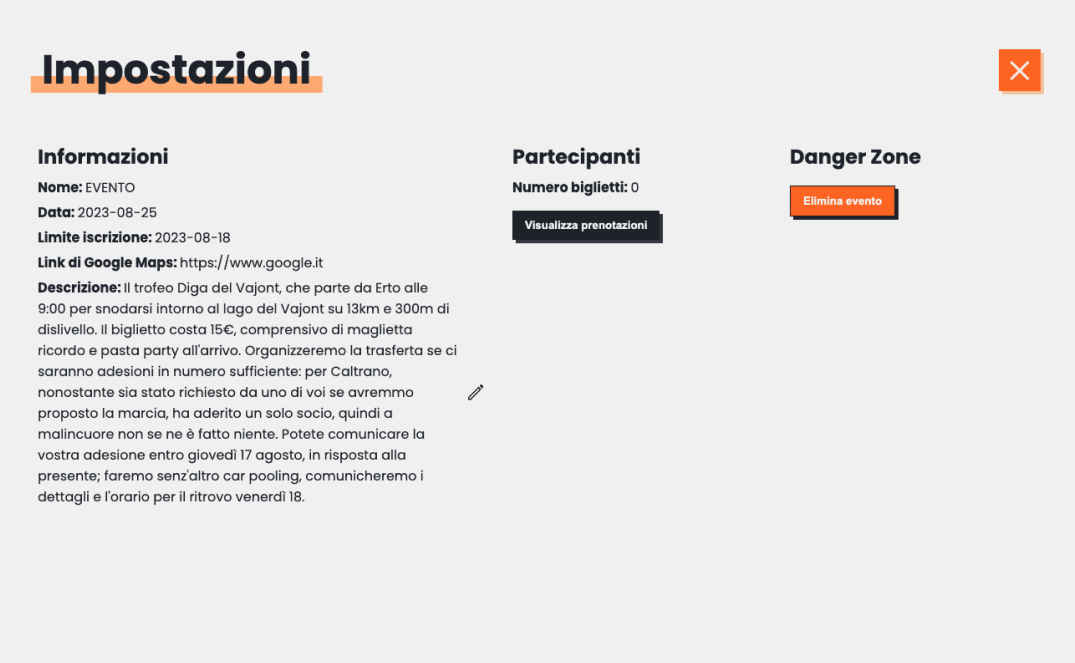 Impostazioni
Informazioni
Nome: EVENTO
Data: 2023-08-25
Limite iscrizione: 2023-08-18
Link di Google Maps: https://www.google.it
Descrizione: Il trofeo Diga del Vajont, che parte da Erto alle
9:00 per snodarsi intorno al lago del Vajont su 13km e 300m di
dislivello. Il biglietto costa 15€, comprensivo di maglietta
ricordo e pasta party all'arrivo. Organizzeremo la trasferta se ci
saranno adesioni in numero sufficiente: per Caltrano,
nonostante sia stato richiesto da uno di voi se avremmo
proposto la marcia, ha aderito un solo socio, quindi a
malincuore non se ne è fatto niente. Potete comunicare la
vostra adesione entro giovedì 17 agosto, in risposta alla
presente; faremo senz'altro car pooling, comunicheremo i
dettagli e l'orario per il ritrovo venerdì 18.
Partecipanti
Numero biglietti: 0
Visualizza prenotazioni
Danger Zone
Elimina evento